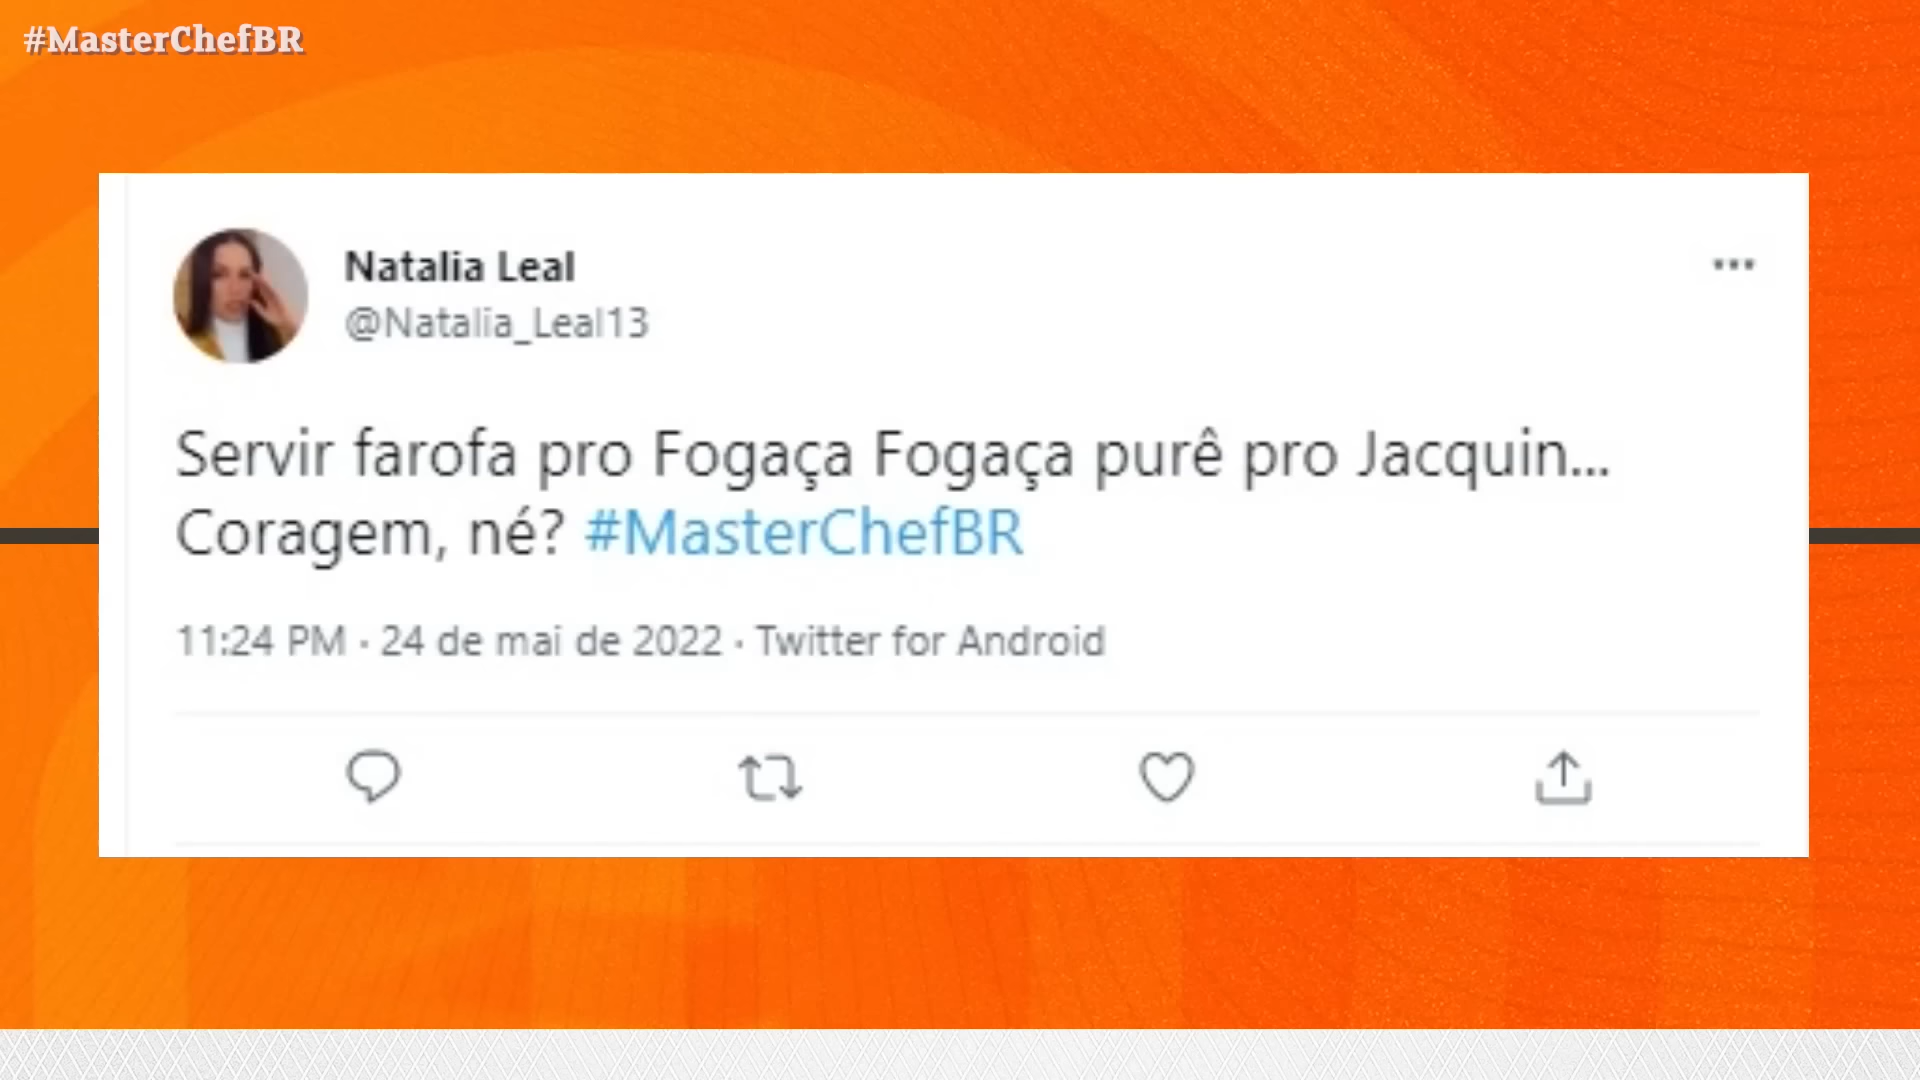 #MasterChefBR
Natalia Leal
@Natalia_Leal13
Servir farofa pro Fogaça Fogaça purê pro Jacquin...
Coragem, né? #MasterChefBR
11:24 PM · 24 de mai de 2022 · Twitter for Android